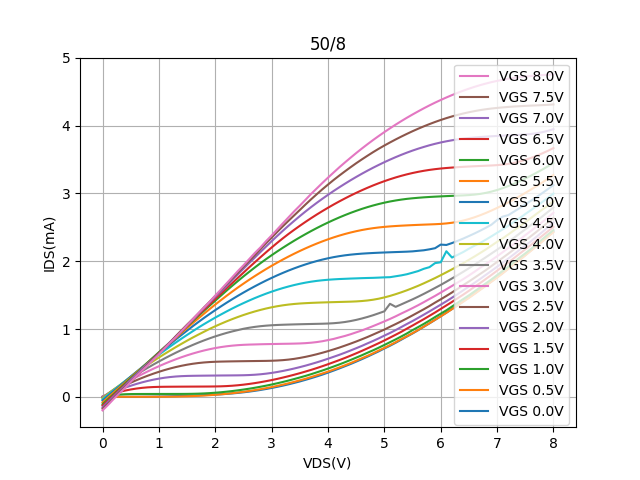 50/8
IDS(mA)
5
4
3
2
1
0
VGS 8.0V
VGS 7.5V
VGS 7.0V
VGS 6.5V
VGS 6.0V
VGS 5.5V
VGS 5.0V
VGS 4.5V
VGS 4.0V
VGS 3.5V
VGS 3.0V
VGS 2.5V
VGS 2.0V
VGS 1.5V
VGS 1.0V
VGS 0.5V
VGS 0.0V
0 1 2 3 4 5 6 7 8
VDS(V)